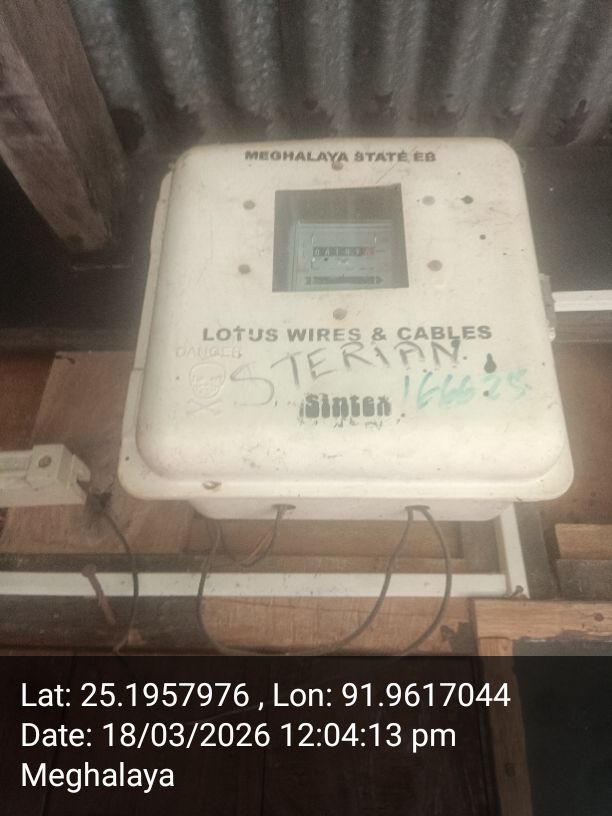 MEGHALAYA STATE EB
LOTUS WIRES & CABLES
DANGER
STERIAN
Sintex
166625
Lat: 25.1957976 , Lon: 91.9617044
Date: 18/03/2026 12:04:13 pm
Meghalaya